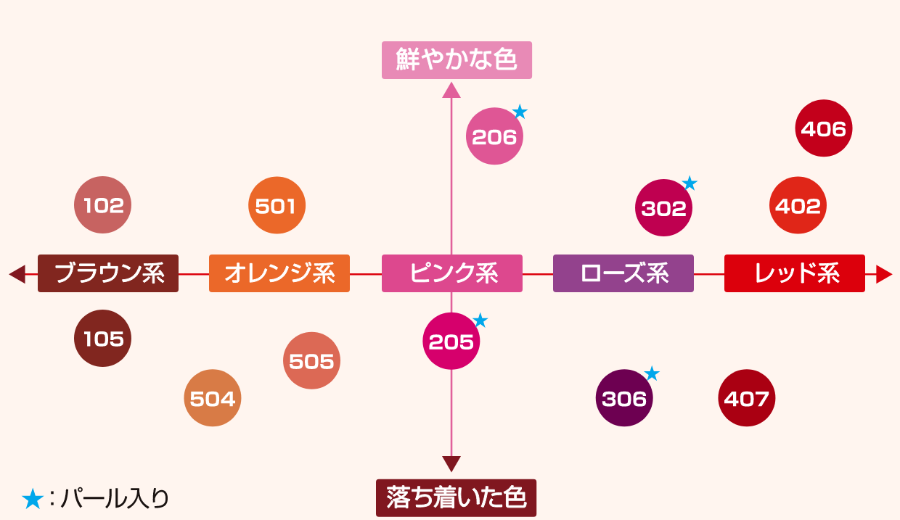 鮮やかな色
206
406
102
501
302
402
ブラウン系
オレンジ系
ピンク系
ローズ系
レッド系
105
205
505
504
306
407
落ち着いた色
★：パール入り